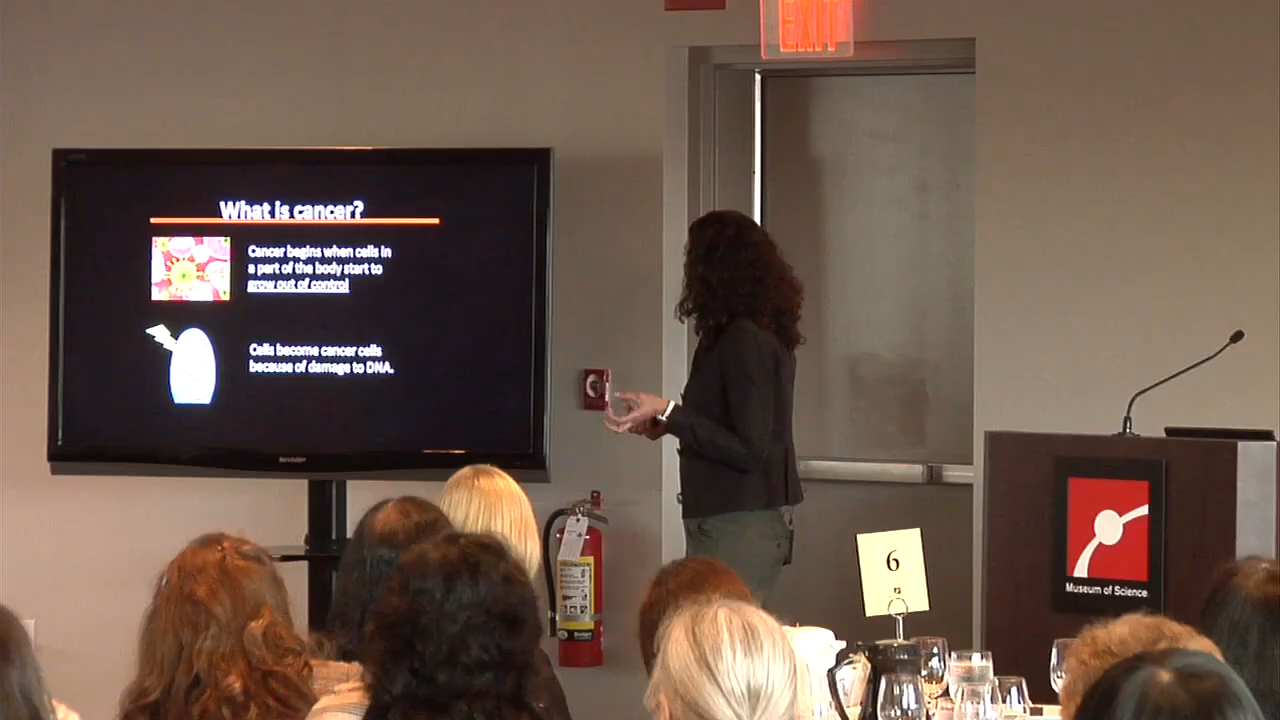 EXIT
What is cancer?
Cancer begins when cells in
a part of the body start to
grow out of control
Cells become cancer cells
because of damage to DNA.
SHARP
6
Museum of Science